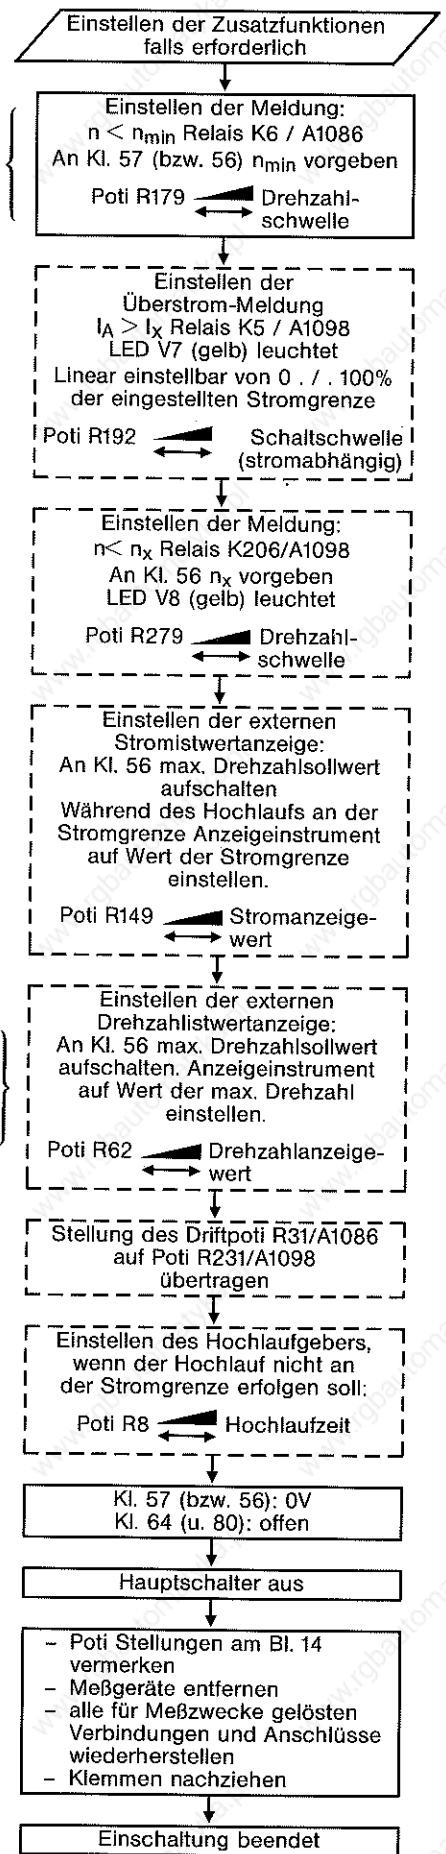 Einstellen der Zusatzfunktionen
falls erforderlich
Einstellen der Meldung:
n < nmin Relais K6 / A1086
An Kl. 57 (bzw. 56) nmin vorgeben
Poti R179 Drehzahl-
schwelle
Einstellen der
Überstrom-Meldung
IA > IX Relais K5 / A1098
LED V7 (gelb) leuchtet
Linear einstellbar von 0 . / . 100%
der eingestellten Stromgrenze
Poti R192 Schaltschwelle
(stromabhängig)
Einstellen der Meldung:
n< nx Relais K206/A1098
An Kl. 56 nx vorgeben
LED V8 (gelb) leuchtet
Poti R279 Drehzahl-
schwelle
Einstellen der externen
Stromistwertanzeige:
An Kl. 56 max. Drehzahlsollwert
aufschalten
Während des Hochlaufs an der
Stromgrenze Anzeigeinstrument
auf Wert der Stromgrenze
einstellen.
Poti R149 Stromanzeige-
wert
Einstellen der externen
Drehzahlistwertanzeige:
An Kl. 56 max. Drehzahlsollwert
aufschalten. Anzeigeinstrument
auf Wert der max. Drehzahl
einstellen.
Poti R62 Drehzahlanzeige-
wert
Stellung des Driftpoti R31/A1086
auf Poti R231/A1098
übertragen
Einstellen des Hochlaufgebers,
wenn der Hochlauf nicht an
der Stromgrenze erfolgen soll:
Poti R8 Hochlaufzeit
Kl. 57 (bzw. 56): 0V
Kl. 64 (u. 80): offen
Hauptschalter aus
– Poti Stellungen am Bl. 14
vermerken
– Meßgeräte entfernen
– alle für Meßzwecke gelösten
Verbindungen und Anschlüsse
wiederherstellen
– Klemmen nachziehen
Einschaltung beendet